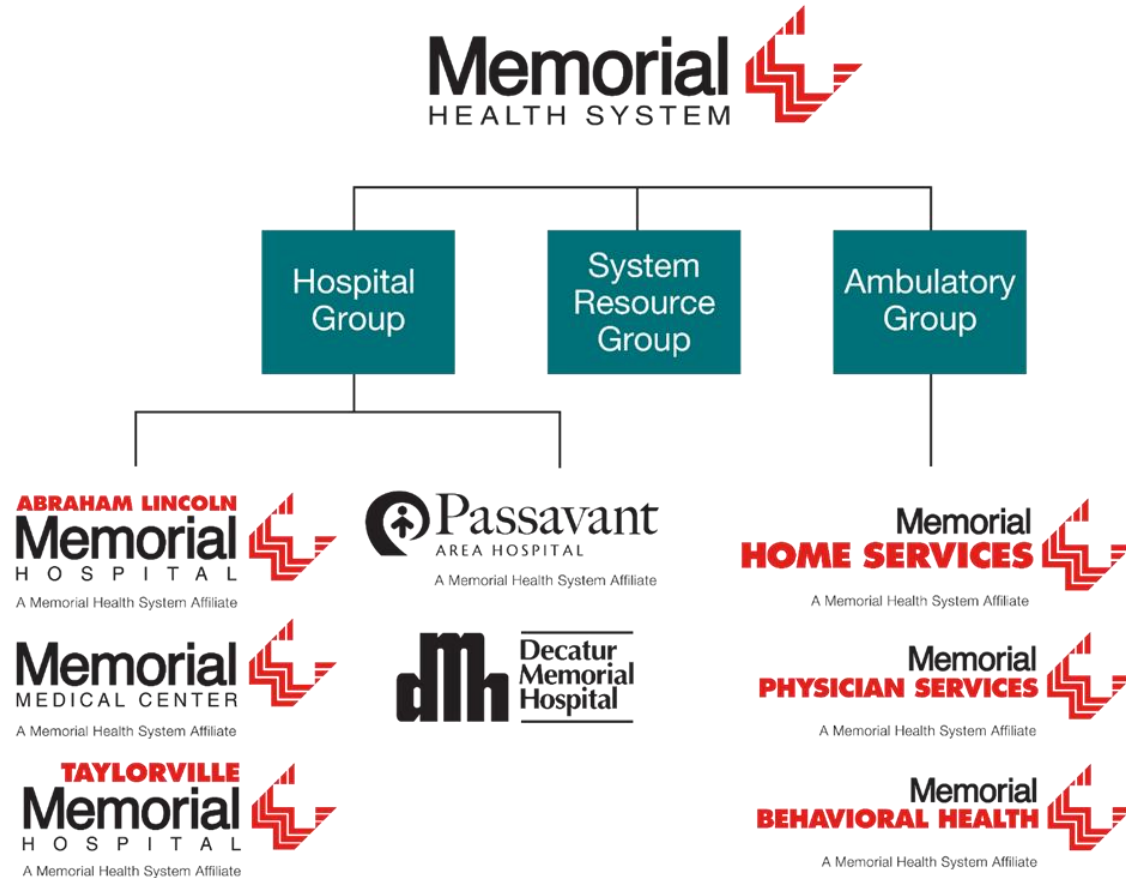 Memorial
HEALTH SYSTEM
Hospital
Group
System
Resource
Group
Ambulatory
Group
ABRAHAM LINCOLN
Memorial
HOSPITAL
A Memorial Health System Affiliate
Memorial
MEDICAL CENTER
A Memorial Health System Affiliate
TAYLORVILLE
Memorial
HOSPITAL
A Memorial Health System Affiliate
Passavant
AREA HOSPITAL
A Memorial Health System Affiliate
dmh
Decatur
Memorial
Hospital
Memorial
HOME SERVICES
A Memorial Health System Affiliate
Memorial
PHYSICIAN SERVICES
A Memorial Health System Affiliate
Memorial
BEHAVIORAL HEALTH
A Memorial Health System Affiliate